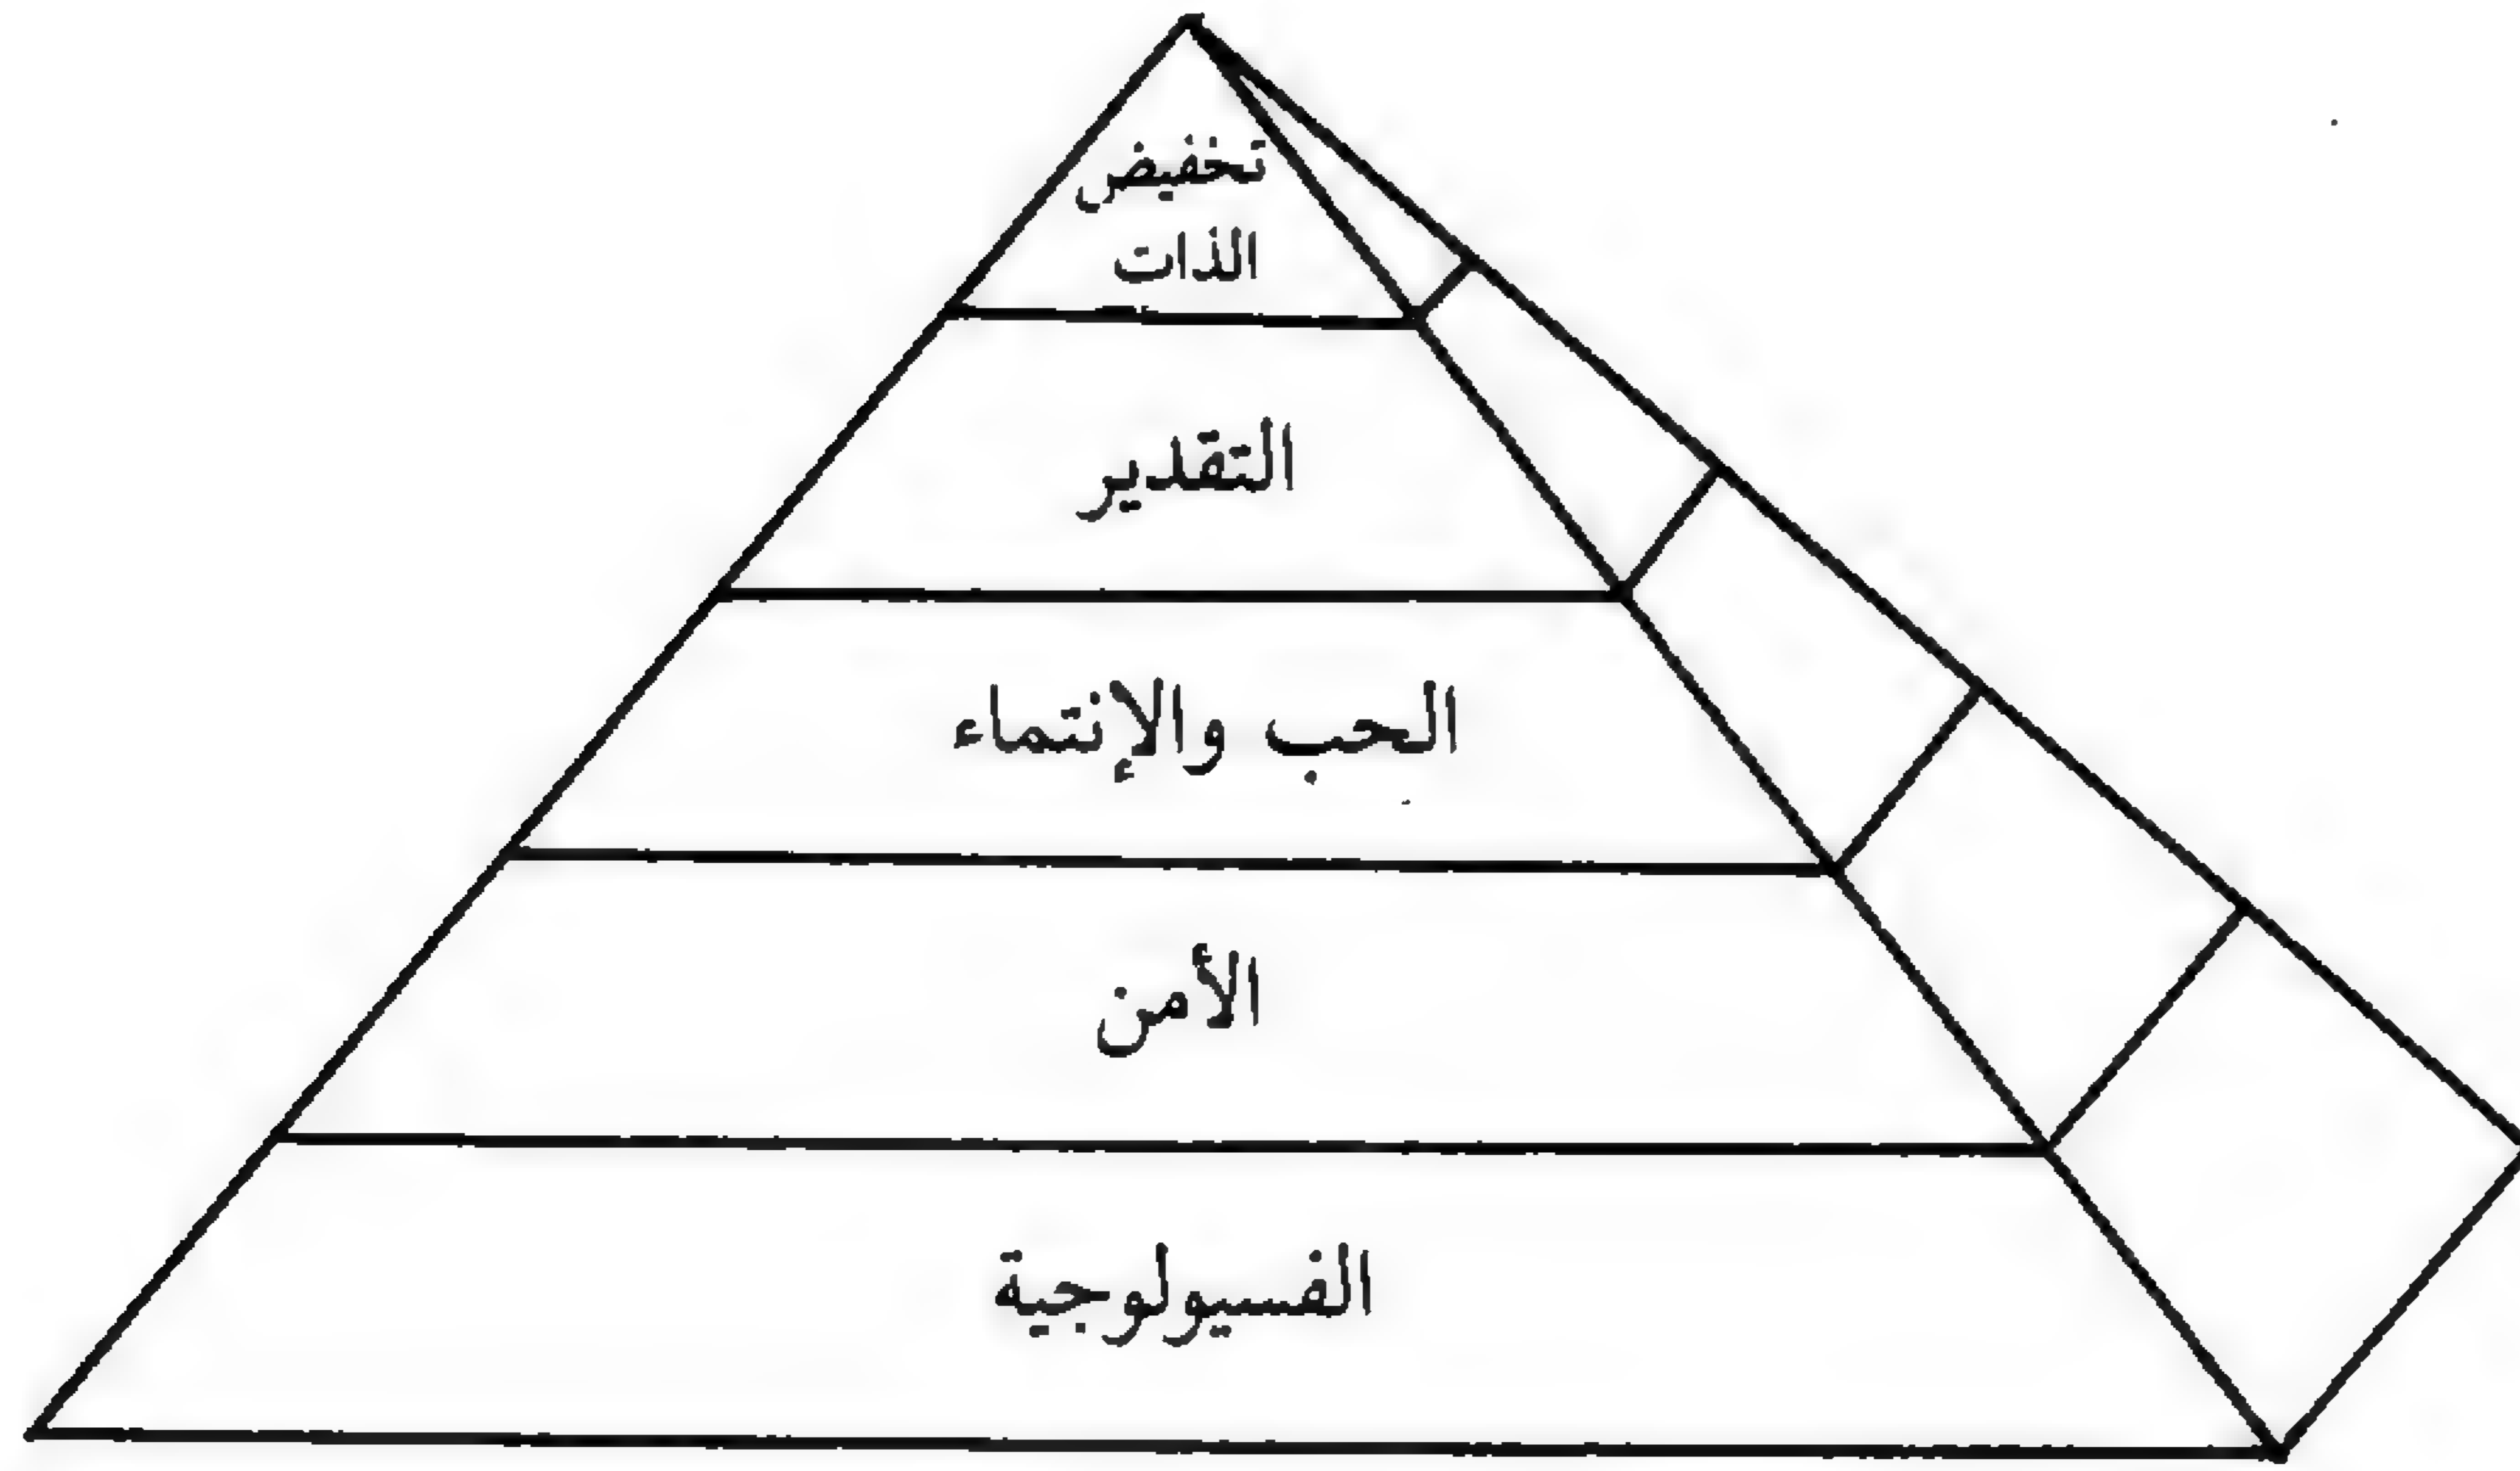 تخفيض
الذات
التقدير
الحب والإنتماء
الأمن
الفسيولوجية